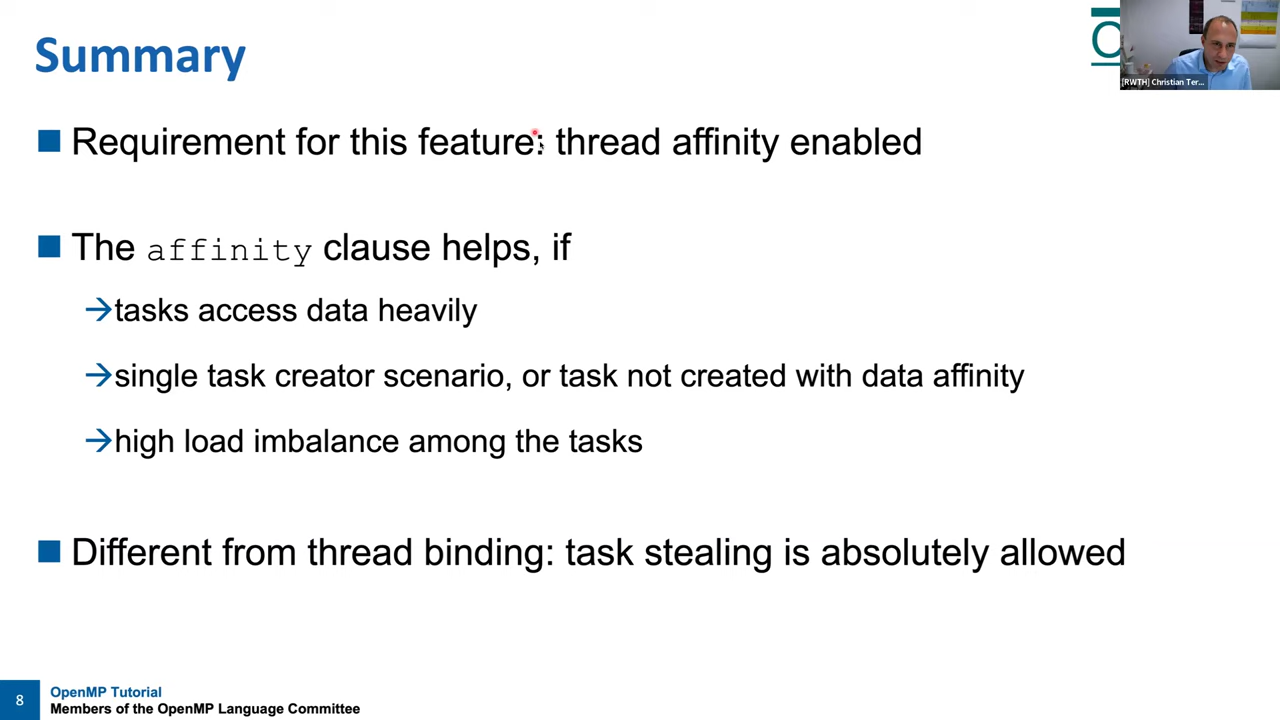 Summary
[RWTH] Christian Ter...
Requirement for this feature: thread affinity enabled
The affinity clause helps, if
→tasks access data heavily
→single task creator scenario, or task not created with data affinity
→high load imbalance among the tasks
Different from thread binding: task stealing is absolutely allowed
8
OpenMP Tutorial
Members of the OpenMP Language Committee